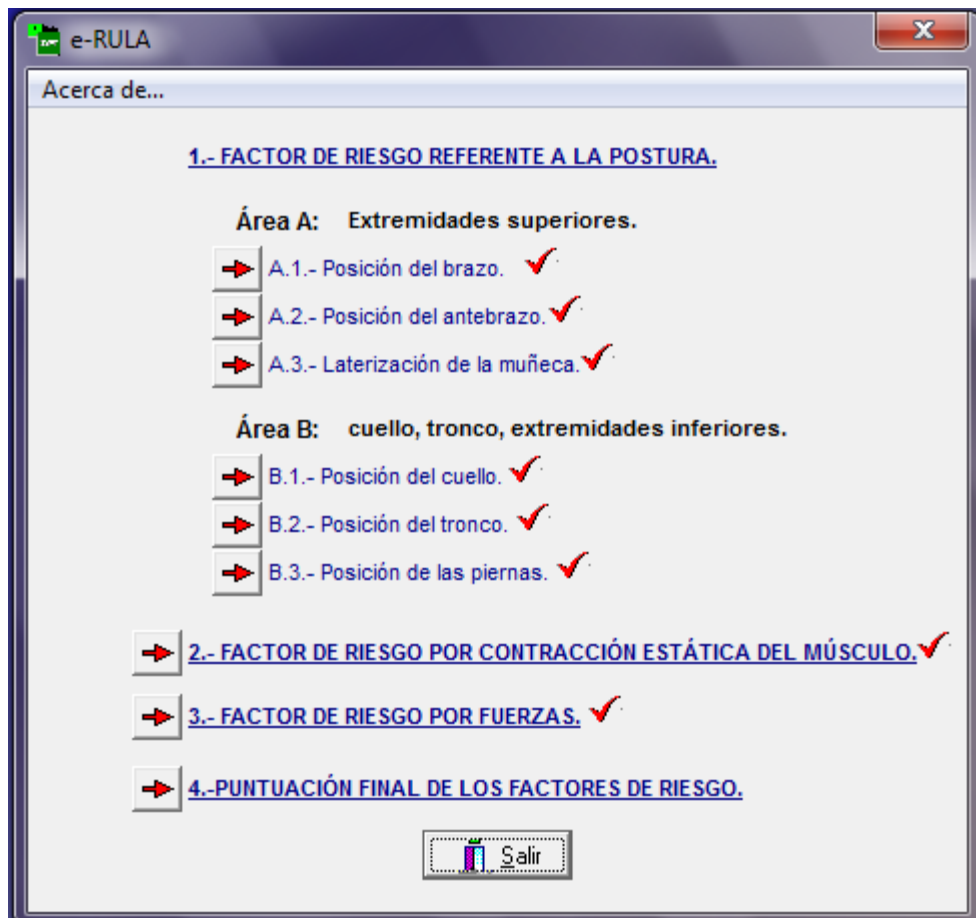 e-RULA
Acerca de...
1.- FACTOR DE RIESGO REFERENTE A LA POSTURA.
Área A: Extremidades superiores.
A.1.- Posición del brazo.
A.2.- Posición del antebrazo.
A.3.- Laterización de la muñeca.
Área B: cuello, tronco, extremidades inferiores.
B.1.- Posición del cuello.
B.2.- Posición del tronco.
B.3.- Posición de las piernas.
2.- FACTOR DE RIESGO POR CONTRACCIÓN ESTÁTICA DEL MÚSCULO.
3.- FACTOR DE RIESGO POR FUERZAS.
4.-PUNTUACIÓN FINAL DE LOS FACTORES DE RIESGO.
Salir